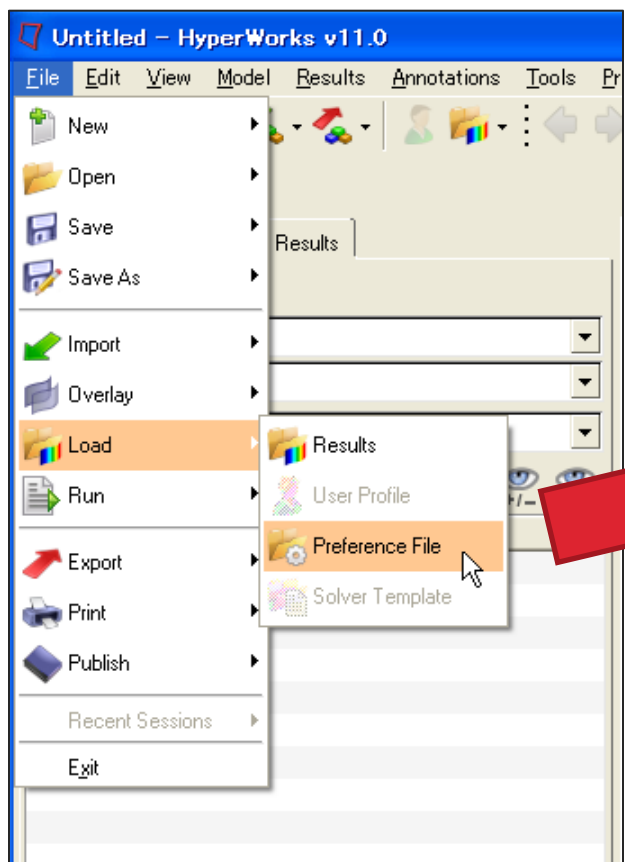 Untitled - HyperWorks v11.0
File Edit View Model Results Annotations Tools Pr
New
Open
Save
Results
Save As
Import
Overlay
Load
Results
Run
User Profile
+/-
Preference File
Export
Solver Template
Print
Publish
Recent Sessions
Exit